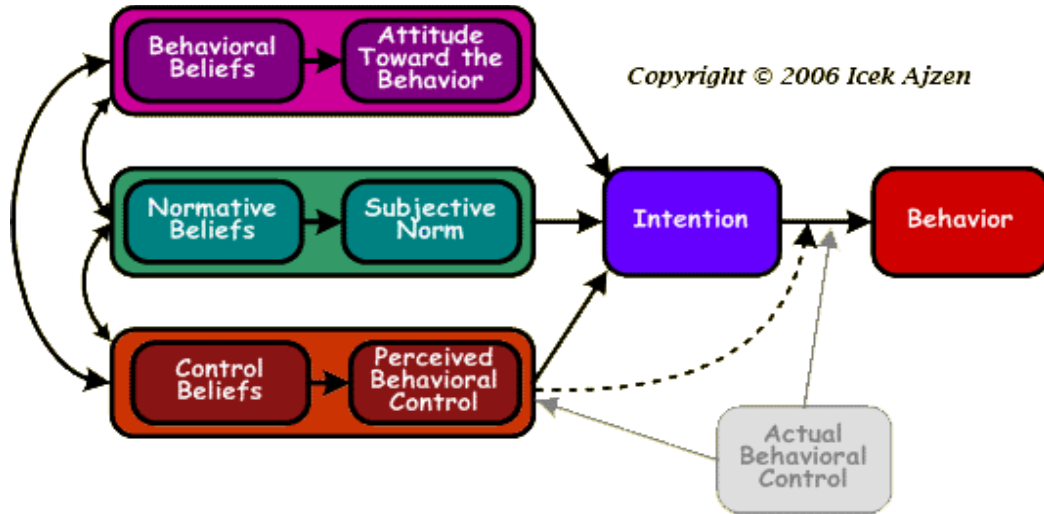 Behavioral
Beliefs
Attitude
Toward the
Behavior
Copyright © 2006 Icek Ajzen
Normative
Beliefs
Subjective
Norm
Intention
Behavior
Control
Beliefs
Perceived
Behavioral
Control
Actual
Behavioral
Control